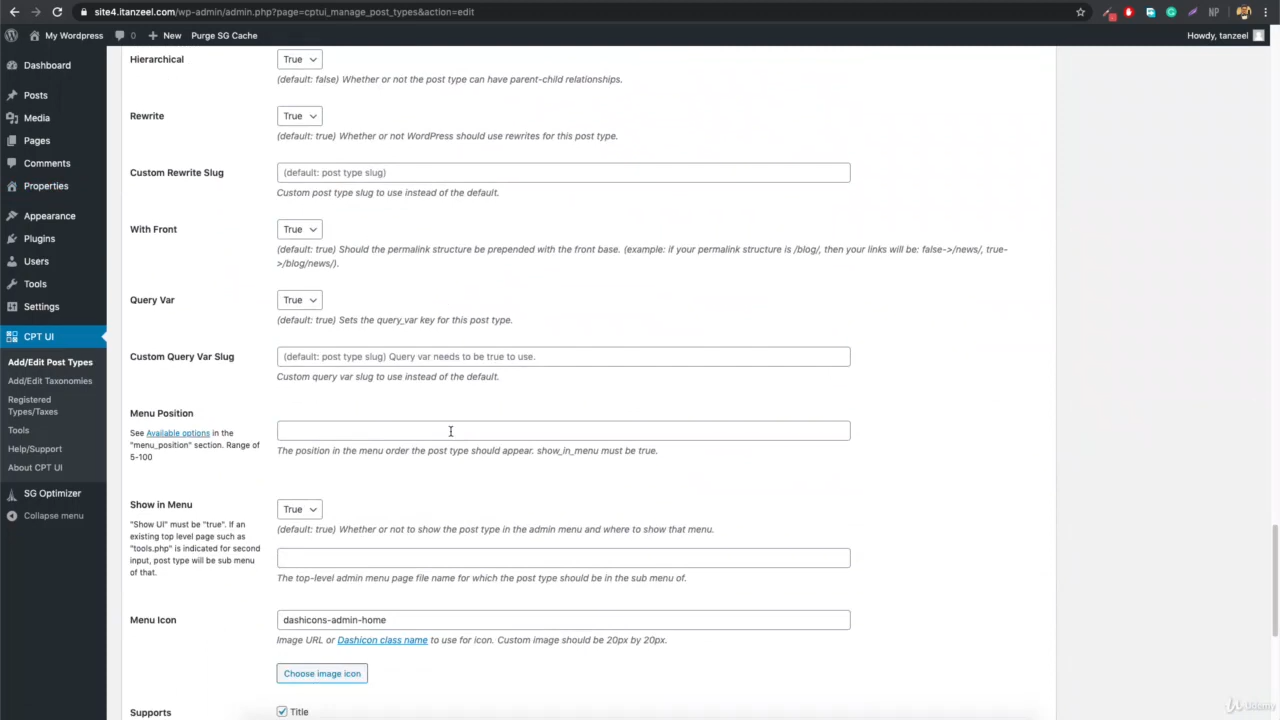 site4.itanzeel.com/wp-admin/admin.php?page=cptui_manage_post_types&action=edit
NP
My Wordpress
0
New
Purge SG Cache
Howdy, tanzeel
Dashboard
Posts
Media
Pages
Comments
Properties
Appearance
Plugins
Users
Tools
Settings
CPT UI
Add/Edit Post Types
Add/Edit Taxonomies
Registered
Types/Taxes
Tools
Help/Support
About CPT UI
SG Optimizer
Collapse menu
Hierarchical
True
(default: false) Whether or not the post type can have parent-child relationships.
Rewrite
True
(default: true) Whether or not WordPress should use rewrites for this post type.
Custom Rewrite Slug
(default: post type slug)
Custom post type slug to use instead of the default.
With Front
True
(default: true) Should the permalink structure be prepended with the front base. (example: if your permalink structure is /blog/, then your links will be: false->/news/, true-
>/blog/news/).
Query Var
True
(default: true) Sets the query_var key for this post type.
Custom Query Var Slug
(default: post type slug) Query var needs to be true to use.
Custom query var slug to use instead of the default.
Menu Position
See Available options in the
"menu_position" section. Range of
5-100
The position in the menu order the post type should appear. show_in_menu must be true.
Show in Menu
"Show UI" must be "true". If an
existing top level page such as
"tools.php" is indicated for second
input, post type will be sub menu
of that.
True
(default: true) Whether or not to show the post type in the admin menu and where to show that menu.
The top-level admin menu page file name for which the post type should be in the sub menu of.
Menu Icon
dashicons-admin-home
Image URL or Dashicon class name to use for icon. Custom image should be 20px by 20px.
Choose image icon
Supports
Title
Udemy